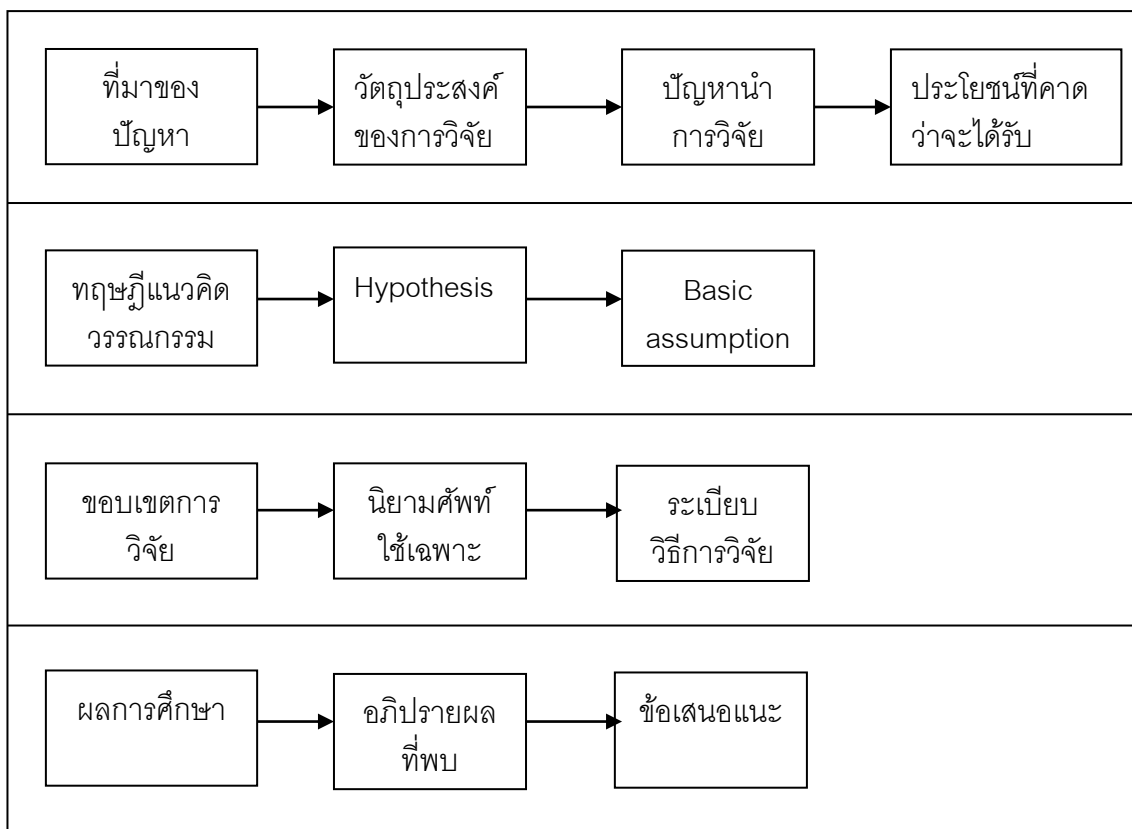 ที่มาของ
ปัญหา
วัตถุประสงค์
ของการวิจัย
ปัญหานำ
การวิจัย
ประโยชน์ที่คาด
ว่าจะได้รับ
ทฤษฎีแนวคิด
วรรณกรรม
Hypothesis
Basic
assumption
ขอบเขตการ
วิจัย
นิยามศัพท์
ใช้เฉพาะ
ระเบียบ
วิธีการวิจัย
ผลการศึกษา
อภิปรายผล
ที่พบ
ข้อเสนอแนะ